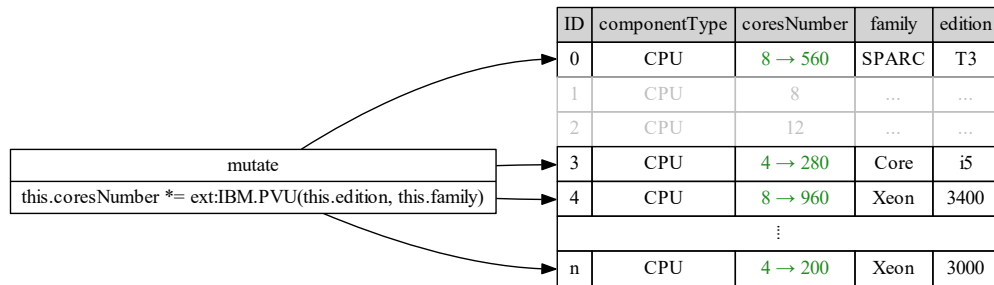 ID componentType coresNumber family edition
0 CPU 8 → 560 SPARC T3
1 CPU 8 ... ...
2 CPU 12 ... ...
mutate
3 CPU 4 → 280 Core i5
this.coresNumber *= ext:IBM.PVU(this.edition, this.family)
4 CPU 8 → 960 Xeon 3400
⁞
n CPU 4 → 200 Xeon 3000